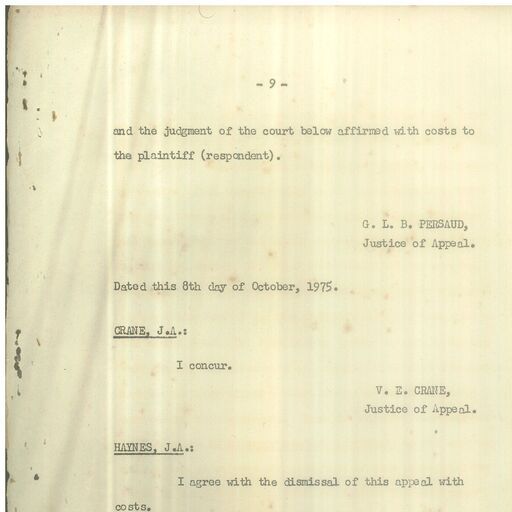 - 9 -
and the judgment of the court below affirmed with costs to
the plaintiff (respondent).
G. L. B. PERSAUD,
Justice of Appeal.
Dated this 8th day of October, 1975.
CRANE, J.A.:
I concur.
V. E. CRANE,
Justice of Appeal.
HAYNES, J.A.:
I agree with the dismissal of this appeal with
costs.